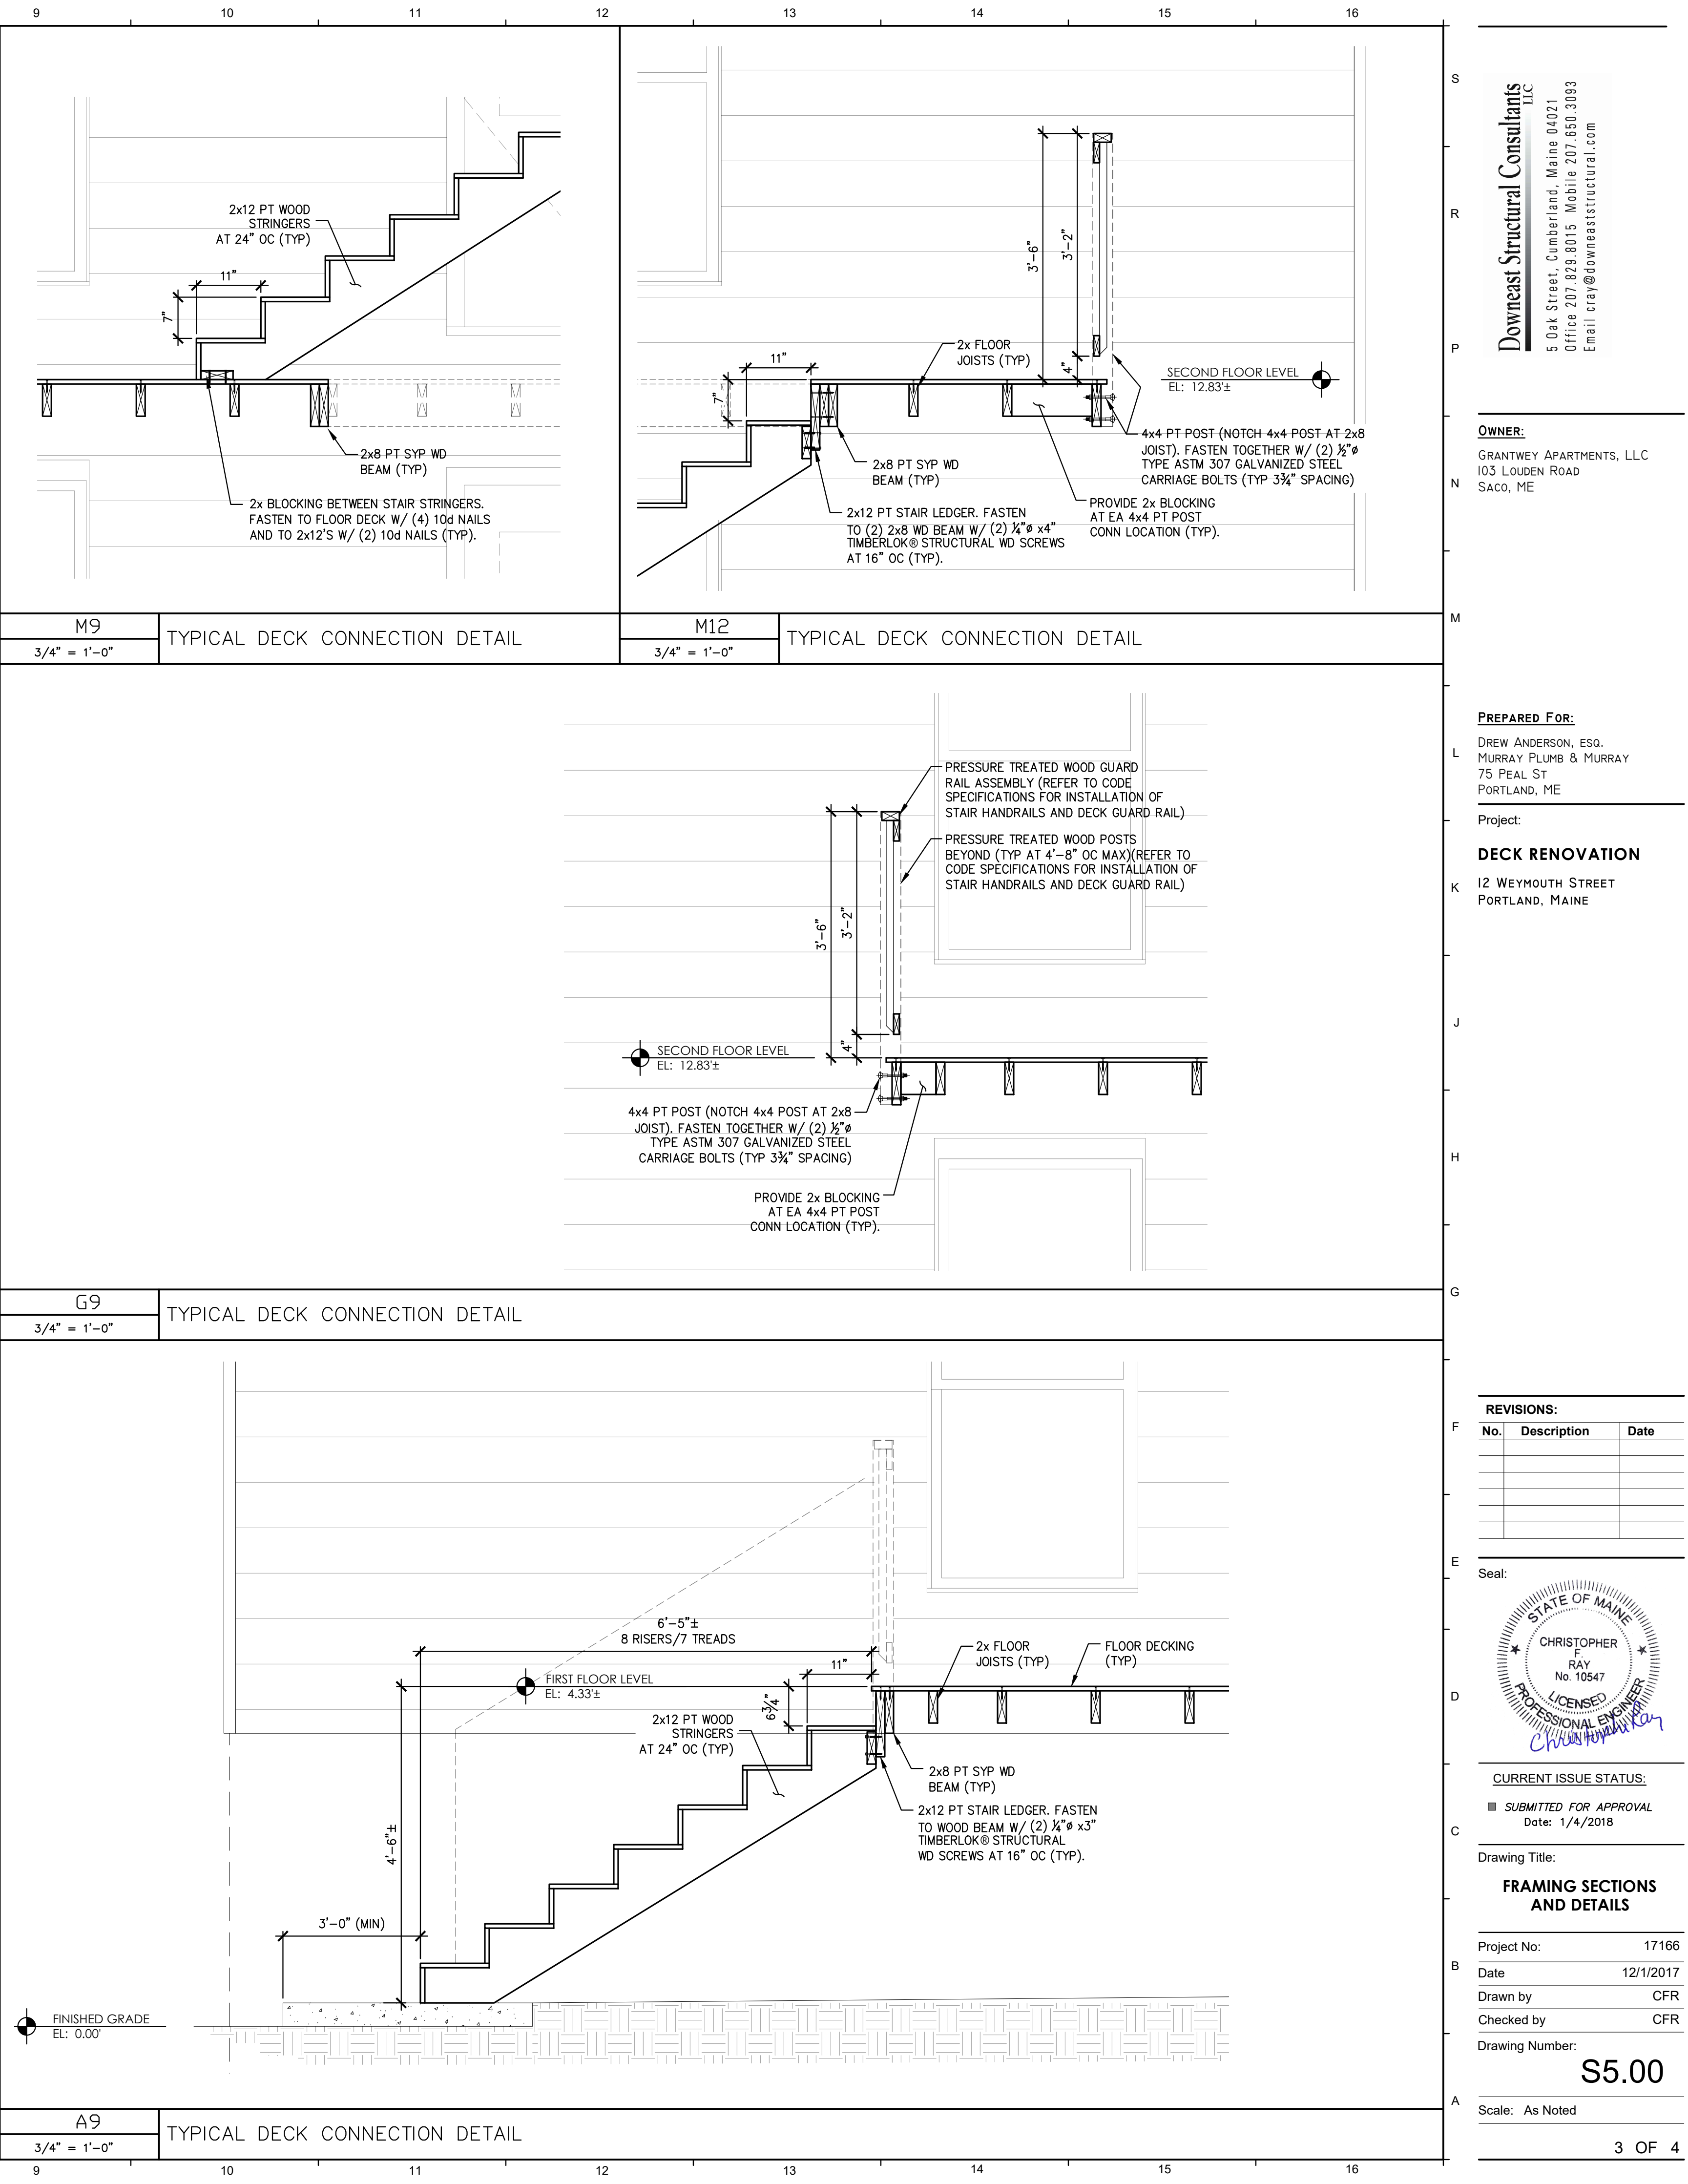 9 10 11 12 13 14 15 16
2x12 PT WOOD
STRINGERS
AT 24" OC (TYP)
11"
7"
2x8 PT SYP WD
BEAM (TYP)
2x BLOCKING BETWEEN STAIR STRINGERS.
FASTEN TO FLOOR DECK W/ (4) 10d NAILS
AND TO 2x12'S W/ (2) 10d NAILS (TYP).
M9
3/4" = 1'-0"
TYPICAL DECK CONNECTION DETAIL
3'-6"
3'-2"
4"
11"
7"
2x FLOOR
JOISTS (TYP)
SECOND FLOOR LEVEL
EL: 12.83'±
4x4 PT POST (NOTCH 4x4 POST AT 2x8
JOIST). FASTEN TOGETHER W/ (2) ½"ø
TYPE ASTM 307 GALVANIZED STEEL
CARRIAGE BOLTS (TYP 3¾" SPACING)
2x8 PT SYP WD
BEAM (TYP)
PROVIDE 2x BLOCKING
AT EA 4x4 PT POST
CONN LOCATION (TYP).
2x12 PT STAIR LEDGER. FASTEN
TO (2) 2x8 WD BEAM W/ (2) ¼"ø x4"
TIMBERLOK® STRUCTURAL WD SCREWS
AT 16" OC (TYP).
M12
3/4" = 1'-0"
TYPICAL DECK CONNECTION DETAIL
PRESSURE TREATED WOOD GUARD
RAIL ASSEMBLY (REFER TO CODE
SPECIFICATIONS FOR INSTALLATION OF
STAIR HANDRAILS AND DECK GUARD RAIL)
PRESSURE TREATED WOOD POSTS
BEYOND (TYP AT 4'-8" OC MAX)(REFER TO
CODE SPECIFICATIONS FOR INSTALLATION OF
STAIR HANDRAILS AND DECK GUARD RAIL)
3'-6"
3'-2"
4"
SECOND FLOOR LEVEL
EL: 12.83'±
4x4 PT POST (NOTCH 4x4 POST AT 2x8
JOIST). FASTEN TOGETHER W/ (2) ½"ø
TYPE ASTM 307 GALVANIZED STEEL
CARRIAGE BOLTS (TYP 3¾" SPACING)
PROVIDE 2x BLOCKING
AT EA 4x4 PT POST
CONN LOCATION (TYP).
G9
3/4" = 1'-0"
TYPICAL DECK CONNECTION DETAIL
6'-5"±
8 RISERS/7 TREADS
11"
6¾"
FIRST FLOOR LEVEL
EL: 4.33'±
2x FLOOR
JOISTS (TYP)
FLOOR DECKING
(TYP)
2x12 PT WOOD
STRINGERS
AT 24" OC (TYP)
2x8 PT SYP WD
BEAM (TYP)
2x12 PT STAIR LEDGER. FASTEN
TO WOOD BEAM W/ (2) ¼"ø x3"
TIMBERLOK® STRUCTURAL
WD SCREWS AT 16" OC (TYP).
4'-6"±
3'-0" (MIN)
FINISHED GRADE
EL: 0.00'
A9
3/4" = 1'-0"
TYPICAL DECK CONNECTION DETAIL
9 10 11 12 13 14 15 16
S
R
P
N
M
L
K
J
H
G
F
E
D
C
B
A
Downeast Structural Consultants
LLC
5 Oak Street, Cumberland, Maine 04021
Office 207.829.8015 Mobile 207.650.3093
Email cray@downeaststructural.com
OWNER:
GRANTWEY APARTMENTS, LLC
103 LOUDEN ROAD
SACO, ME
PREPARED FOR:
DREW ANDERSON, ESQ.
MURRAY PLUMB & MURRAY
75 PEAL ST
PORTLAND, ME
Project:
DECK RENOVATION
12 WEYMOUTH STREET
PORTLAND, MAINE
REVISIONS:
No. Description Date
Seal:
STATE OF MAINE
CHRISTOPHER
F.
RAY
No. 10547
LICENSED
PROFESSIONAL ENGINEER
Christopher Ray
CURRENT ISSUE STATUS:
SUBMITTED FOR APPROVAL
Date: 1/4/2018
Drawing Title:
FRAMING SECTIONS
AND DETAILS
Project No: 17166
Date 12/1/2017
Drawn by CFR
Checked by CFR
Drawing Number:
S5.00
Scale: As Noted
3 OF 4